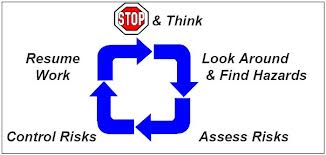 STOP & Think
Look Around
& Find Hazards
Assess Risks
Control Risks
Resume
Work